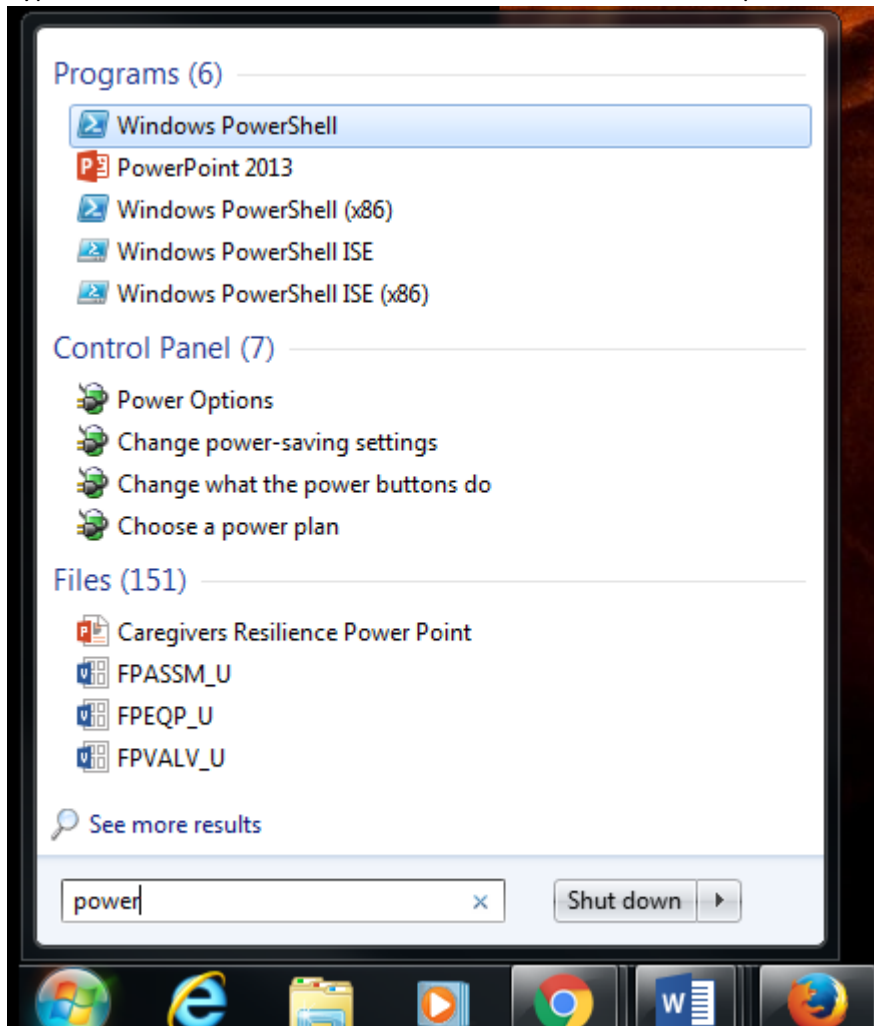 Programs (6)
Windows PowerShell
PowerPoint 2013
Windows PowerShell (x86)
Windows PowerShell ISE
Windows PowerShell ISE (x86)
Control Panel (7)
Power Options
Change power-saving settings
Change what the power buttons do
Choose a power plan
Files (151)
Caregivers Resilience Power Point
FPASSM_U
FPEQP_U
FPVALV_U
See more results
power
Shut down